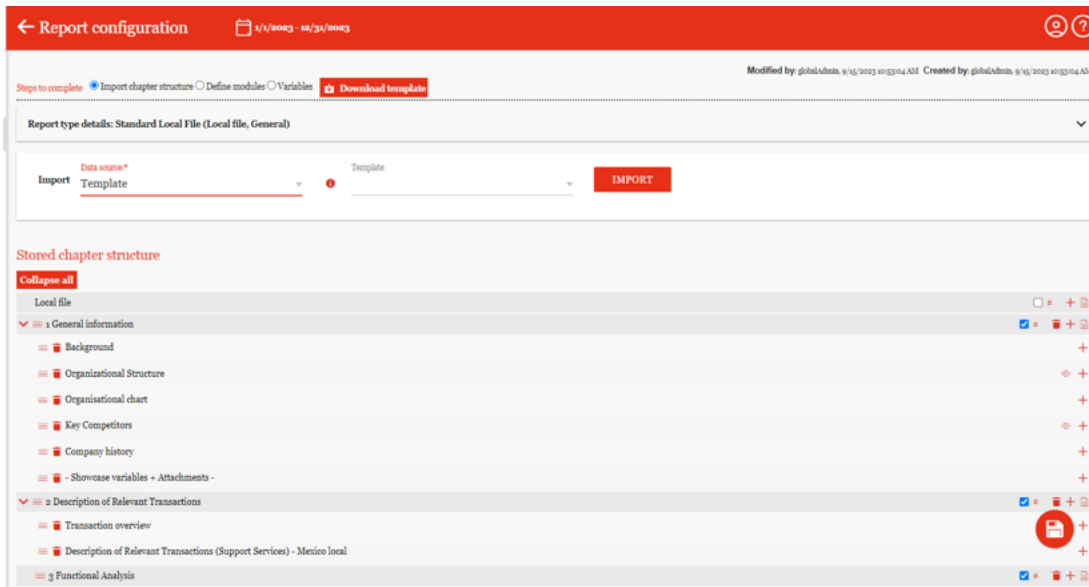 Report configuration
1/1/2023 - 12/31/2023
Modified by: globalAdmin, 9/15/2023 10:53:04 AM Created by: globalAdmin, 9/15/2023 10:53:04 AM
Steps to complete Import chapter structure Define modules Variables Download template
Report type details: Standard Local File (Local file, General)
Data source:* Template
Import Template IMPORT
Stored chapter structure
Collapse all
Local file #
1 General information #
Background
Organizational Structure
Organisational chart
Key Competitors
Company history
- Showcase variables + Attachments -
2 Description of Relevant Transactions #
Transaction overview
Description of Relevant Transactions (Support Services) - Mexico local
3 Functional Analysis #